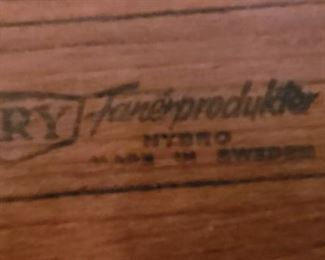 RY Fanérprodukter
NYBRO
MADE IN SWEDEN